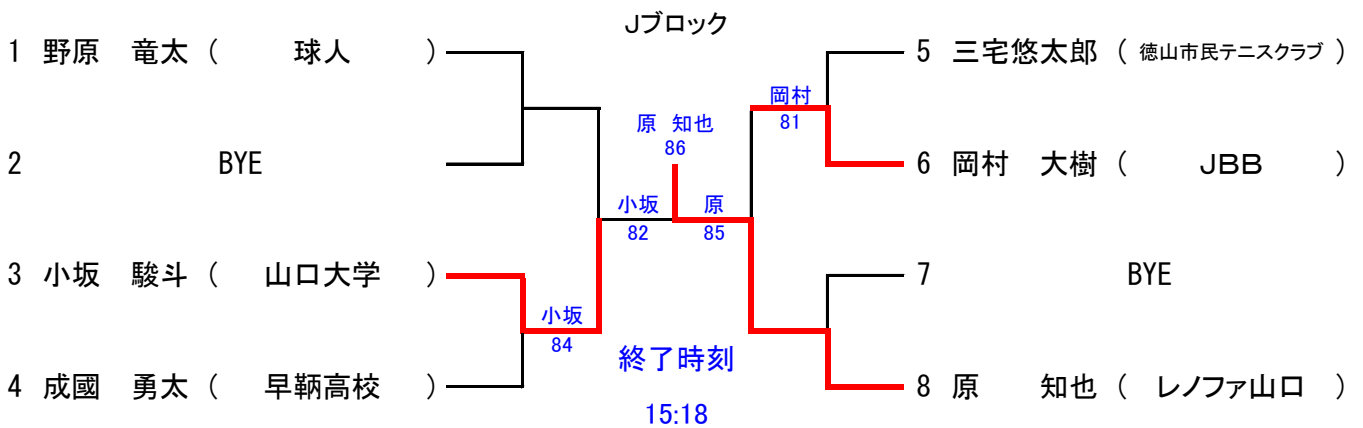 Jブロック
1 野原 竜太 ( 球人 )
2 BYE
3 小坂 駿斗 ( 山口大学 )
4 成國 勇太 ( 早鞆高校 )
小坂
84
小坂
82
原 知也
86
原
85
岡村
81
終了時刻
15:18
5 三宅悠太郎 ( 徳山市民テニスクラブ )
6 岡村 大樹 ( JBB )
7 BYE
8 原 知也 ( レノファ山口 )